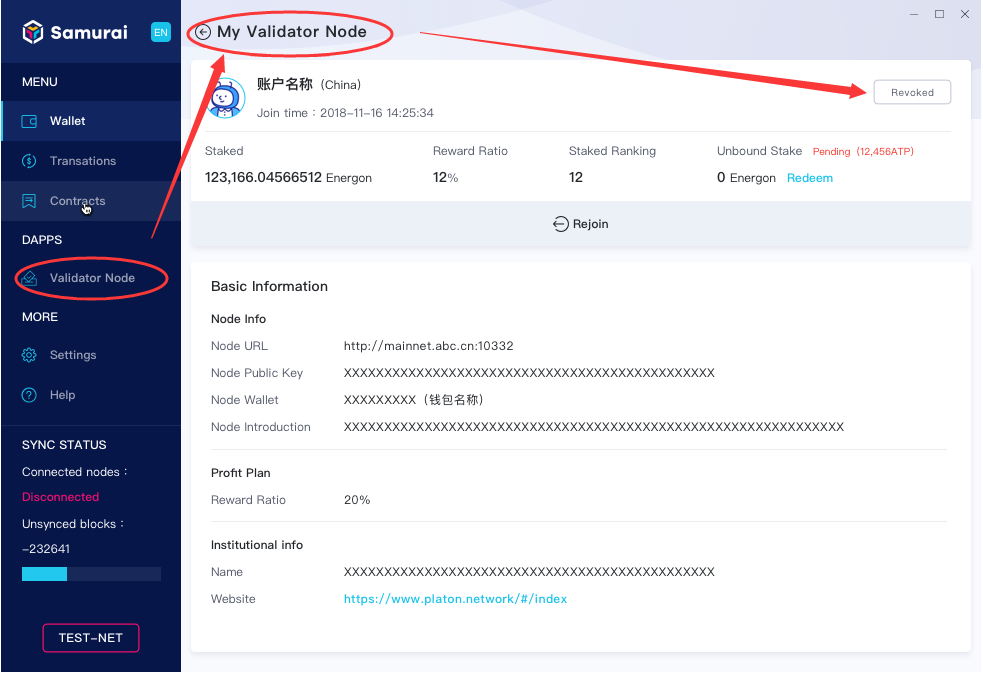 Samurai
EN
My Validator Node
MENU
Wallet
Transations
Contracts
DAPPS
Validator Node
MORE
Settings
Help
SYNC STATUS
Connected nodes：
Disconnected
Unsynced blocks：
-232641
TEST-NET
账户名称 (China)
Join time：2018-11-16 14:25:34
Revoked
Staked Reward Ratio Staked Ranking Unbound Stake Pending (12,456ATP)
123,166.04566512 Energon 12% 12 0 Energon Redeem
Rejoin
Basic Information
Node Info
Node URL http://mainnet.abc.cn:10332
Node Public Key XXXXXXXXXXXXXXXXXXXXXXXXXXXXXXXXXXXXXXXXXXXXXX
Node Wallet XXXXXXXXX（钱包名称）
Node Introduction XXXXXXXXXXXXXXXXXXXXXXXXXXXXXXXXXXXXXXXXXXXXXXXXXXXXXXXXXXXXXX
Profit Plan
Reward Ratio 20%
Institutional info
Name XXXXXXXXXXXXXXXXXXXXXXXXXXXXXXXXXXXXXXXXXXXXXX
Website https://www.platon.network/#/index